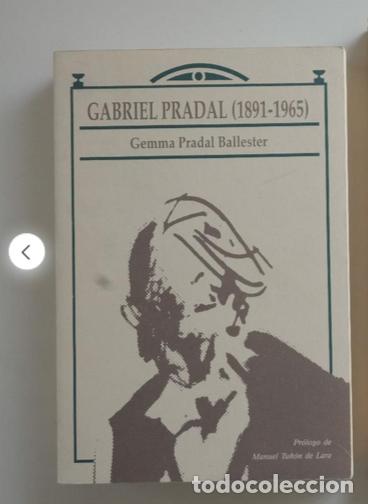 GABRIEL PRADAL (1891-1965)
Gemma Pradal Ballester
Prólogo de
Manuel Tuñón de Lara
todocoleccion